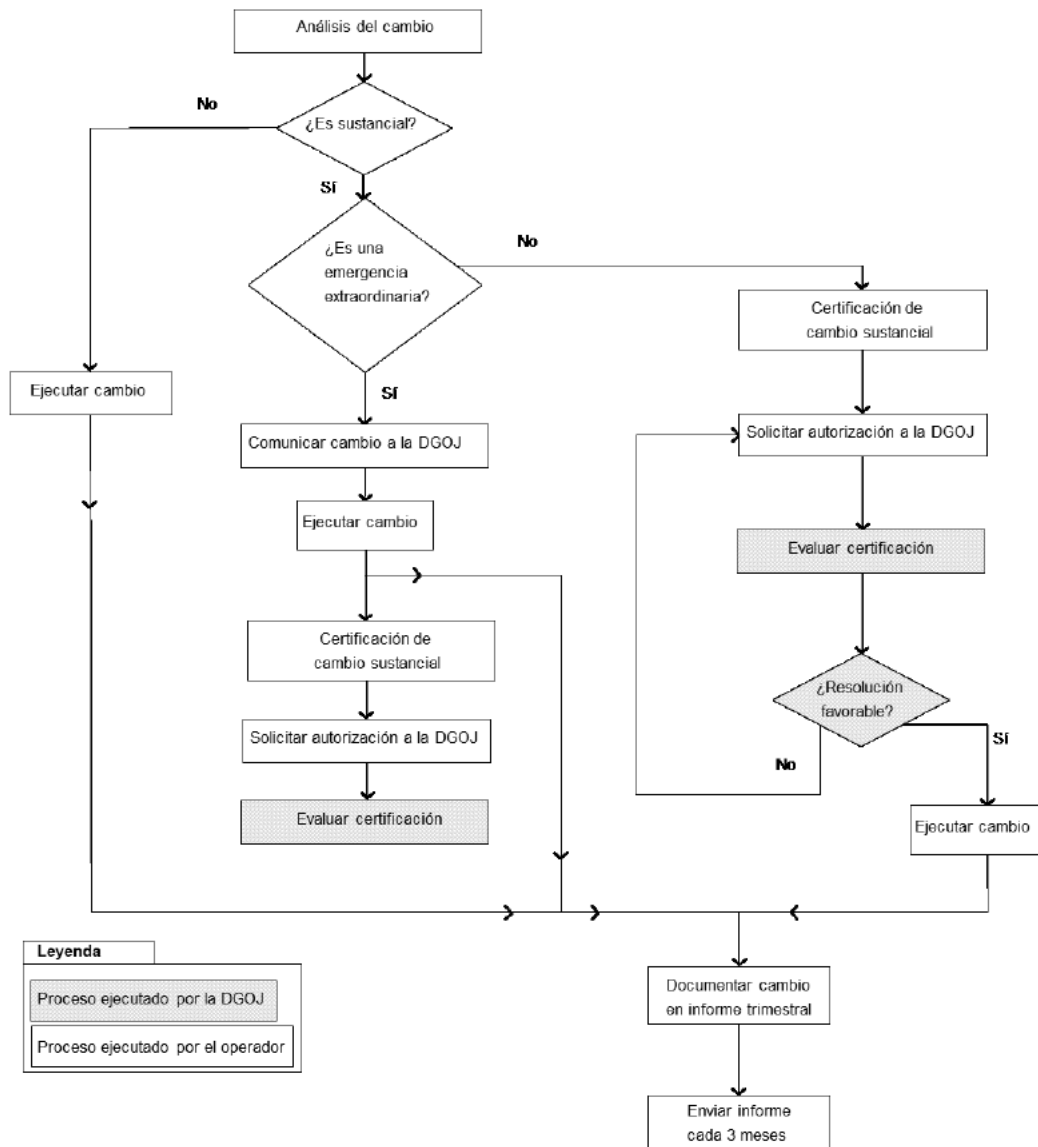 Análisis del cambio
No
¿Es sustancial?
Sí
¿Es una
emergencia
extraordinaria?
No
Certificación de
cambio sustancial
Ejecutar cambio
Sí
Comunicar cambio a la DGOJ
Solicitar autorización a la DGOJ
Ejecutar cambio
Evaluar certificación
Certificación de
cambio sustancial
¿Resolución
favorable?
Solicitar autorización a la DGOJ
No
Sí
Evaluar certificación
Ejecutar cambio
Leyenda
Proceso ejecutado por la DGOJ
Proceso ejecutado por el operador
Documentar cambio
en informe trimestral
Enviar informe
cada 3 meses